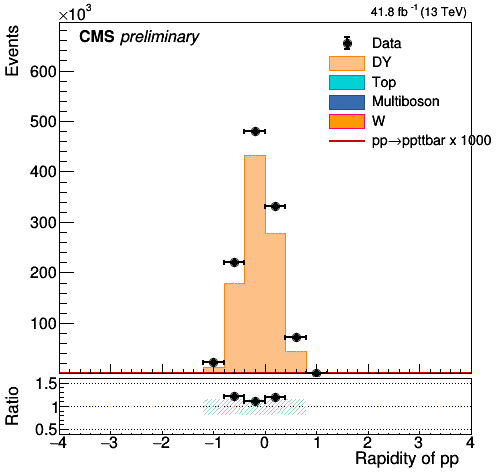 ×10³
41.8 fb⁻¹ (13 TeV)
CMS preliminary
Events
Data
DY
Top
Multiboson
W
pp→ppttbar x 1000
600
500
400
300
200
100
Ratio
1.5
1
0.5
−4 −3 −2 −1 0 1 2 3 4
Rapidity of pp